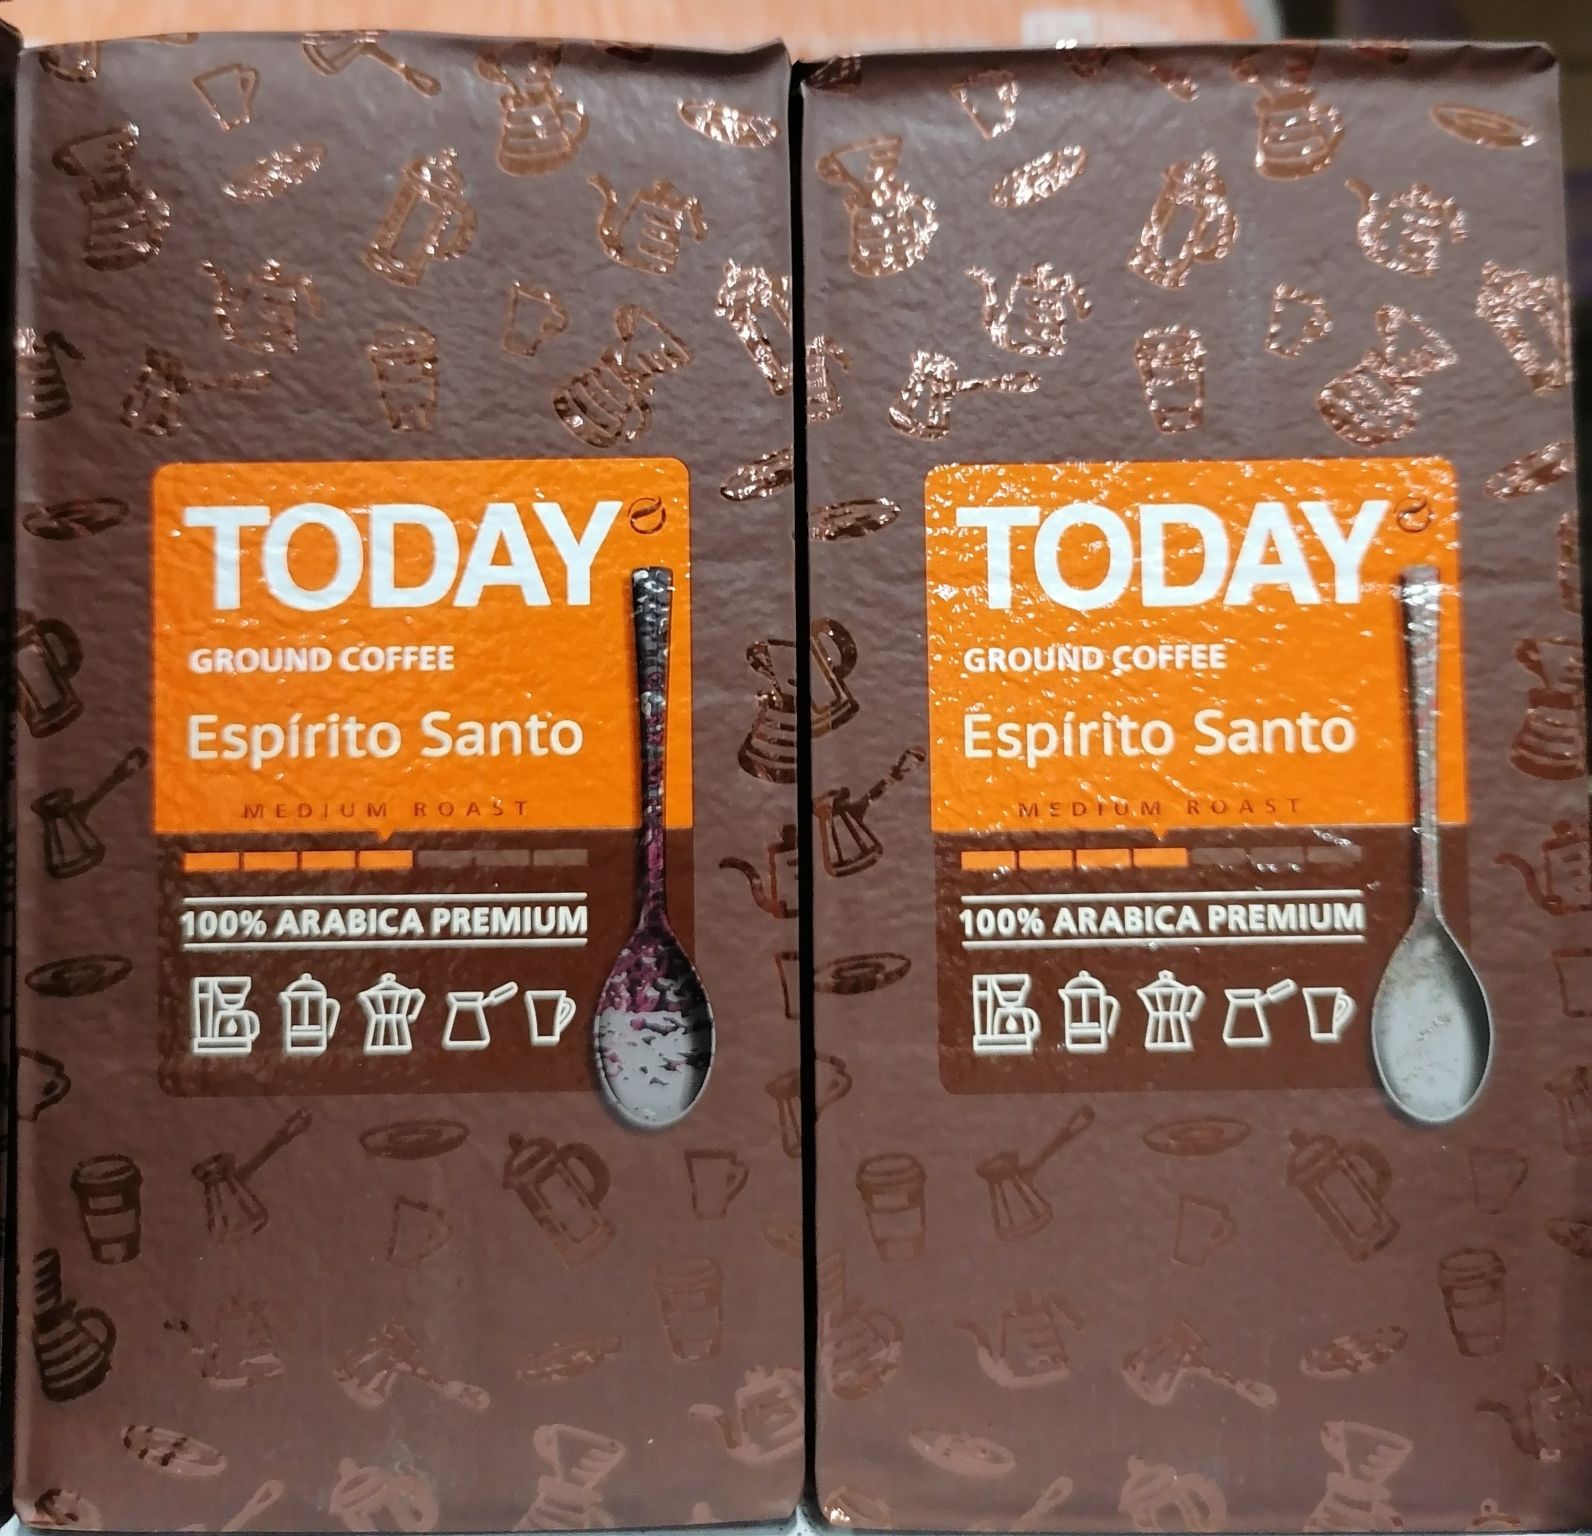 TODAY
GROUND COFFEE
Espírito Santo
MEDIUM ROAST
100% ARABICA PREMIUM
TODAY
GROUND COFFEE
Espírito Santo
MEDIUM ROAST
100% ARABICA PREMIUM